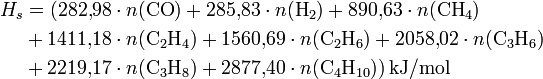 H_s = (282,98 · n(CO) + 285,83 · n(H₂) + 890,63 · n(CH₄)
+ 1411,18 · n(C₂H₄) + 1560,69 · n(C₂H₆) + 2058,02 · n(C₃H₆)
+ 2219,17 · n(C₃H₈) + 2877,40 · n(C₄H₁₀)) kJ/mol